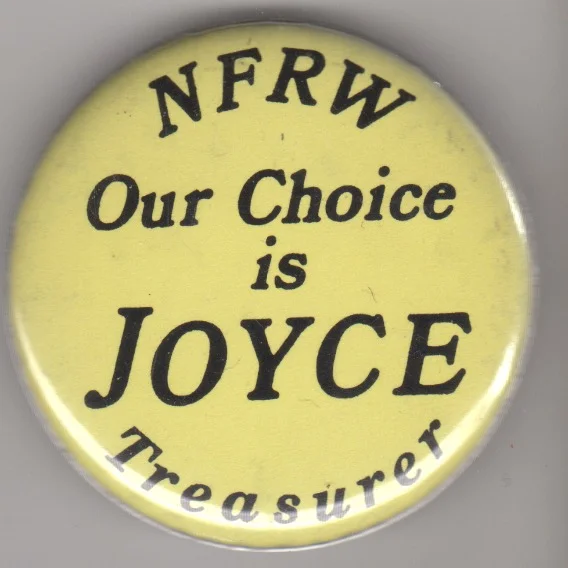 NFRW
Our Choice
is
JOYCE
Treasurer